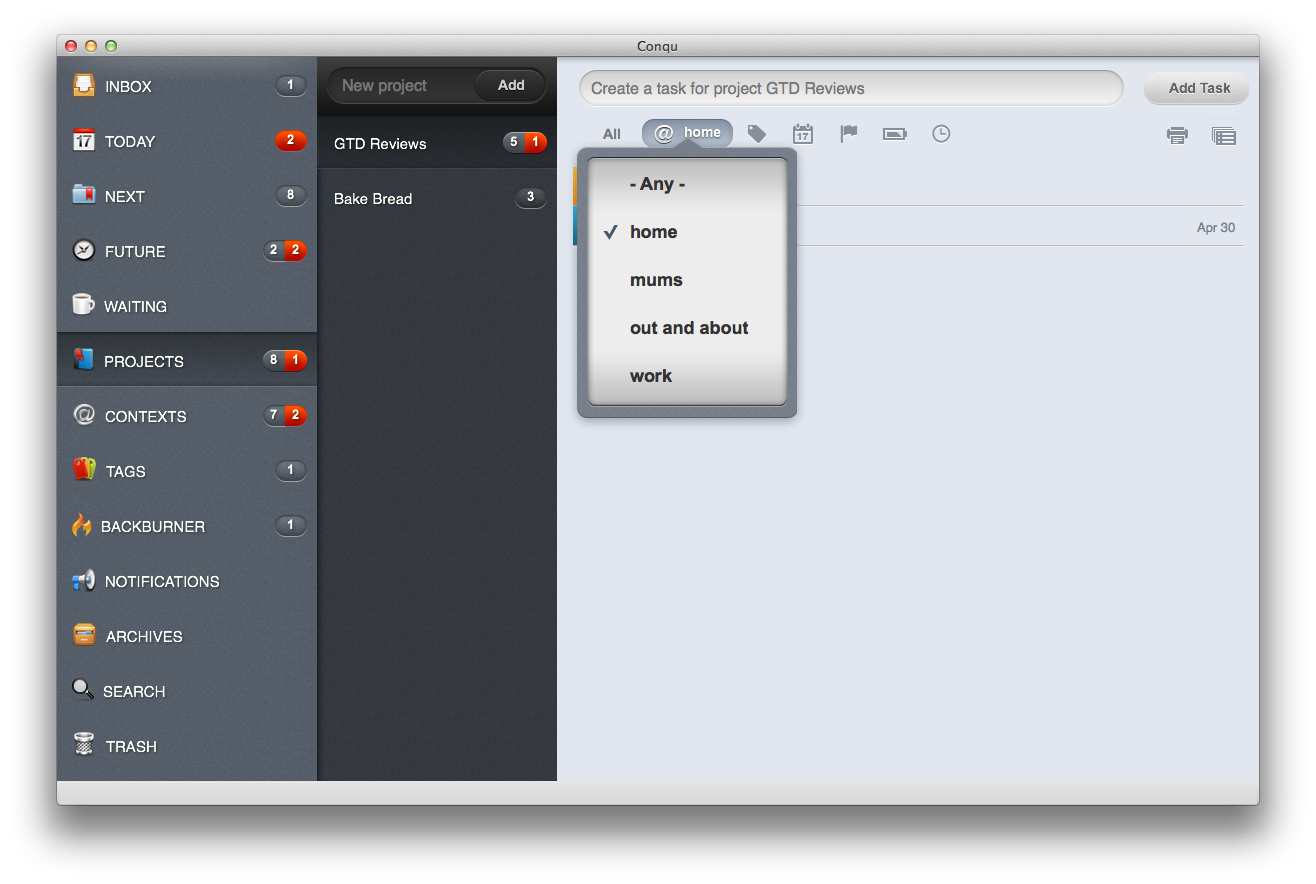 Conqu
INBOX 1
17 TODAY 2
NEXT 8
FUTURE 2 2
WAITING
PROJECTS 8 1
@ CONTEXTS 7 2
TAGS 1
BACKBURNER 1
NOTIFICATIONS
ARCHIVES
SEARCH
TRASH
New project Add
GTD Reviews 5 1
Bake Bread 3
Create a task for project GTD Reviews Add Task
All @ home 17
- Any -
✓ home
mums
out and about
work
Apr 30